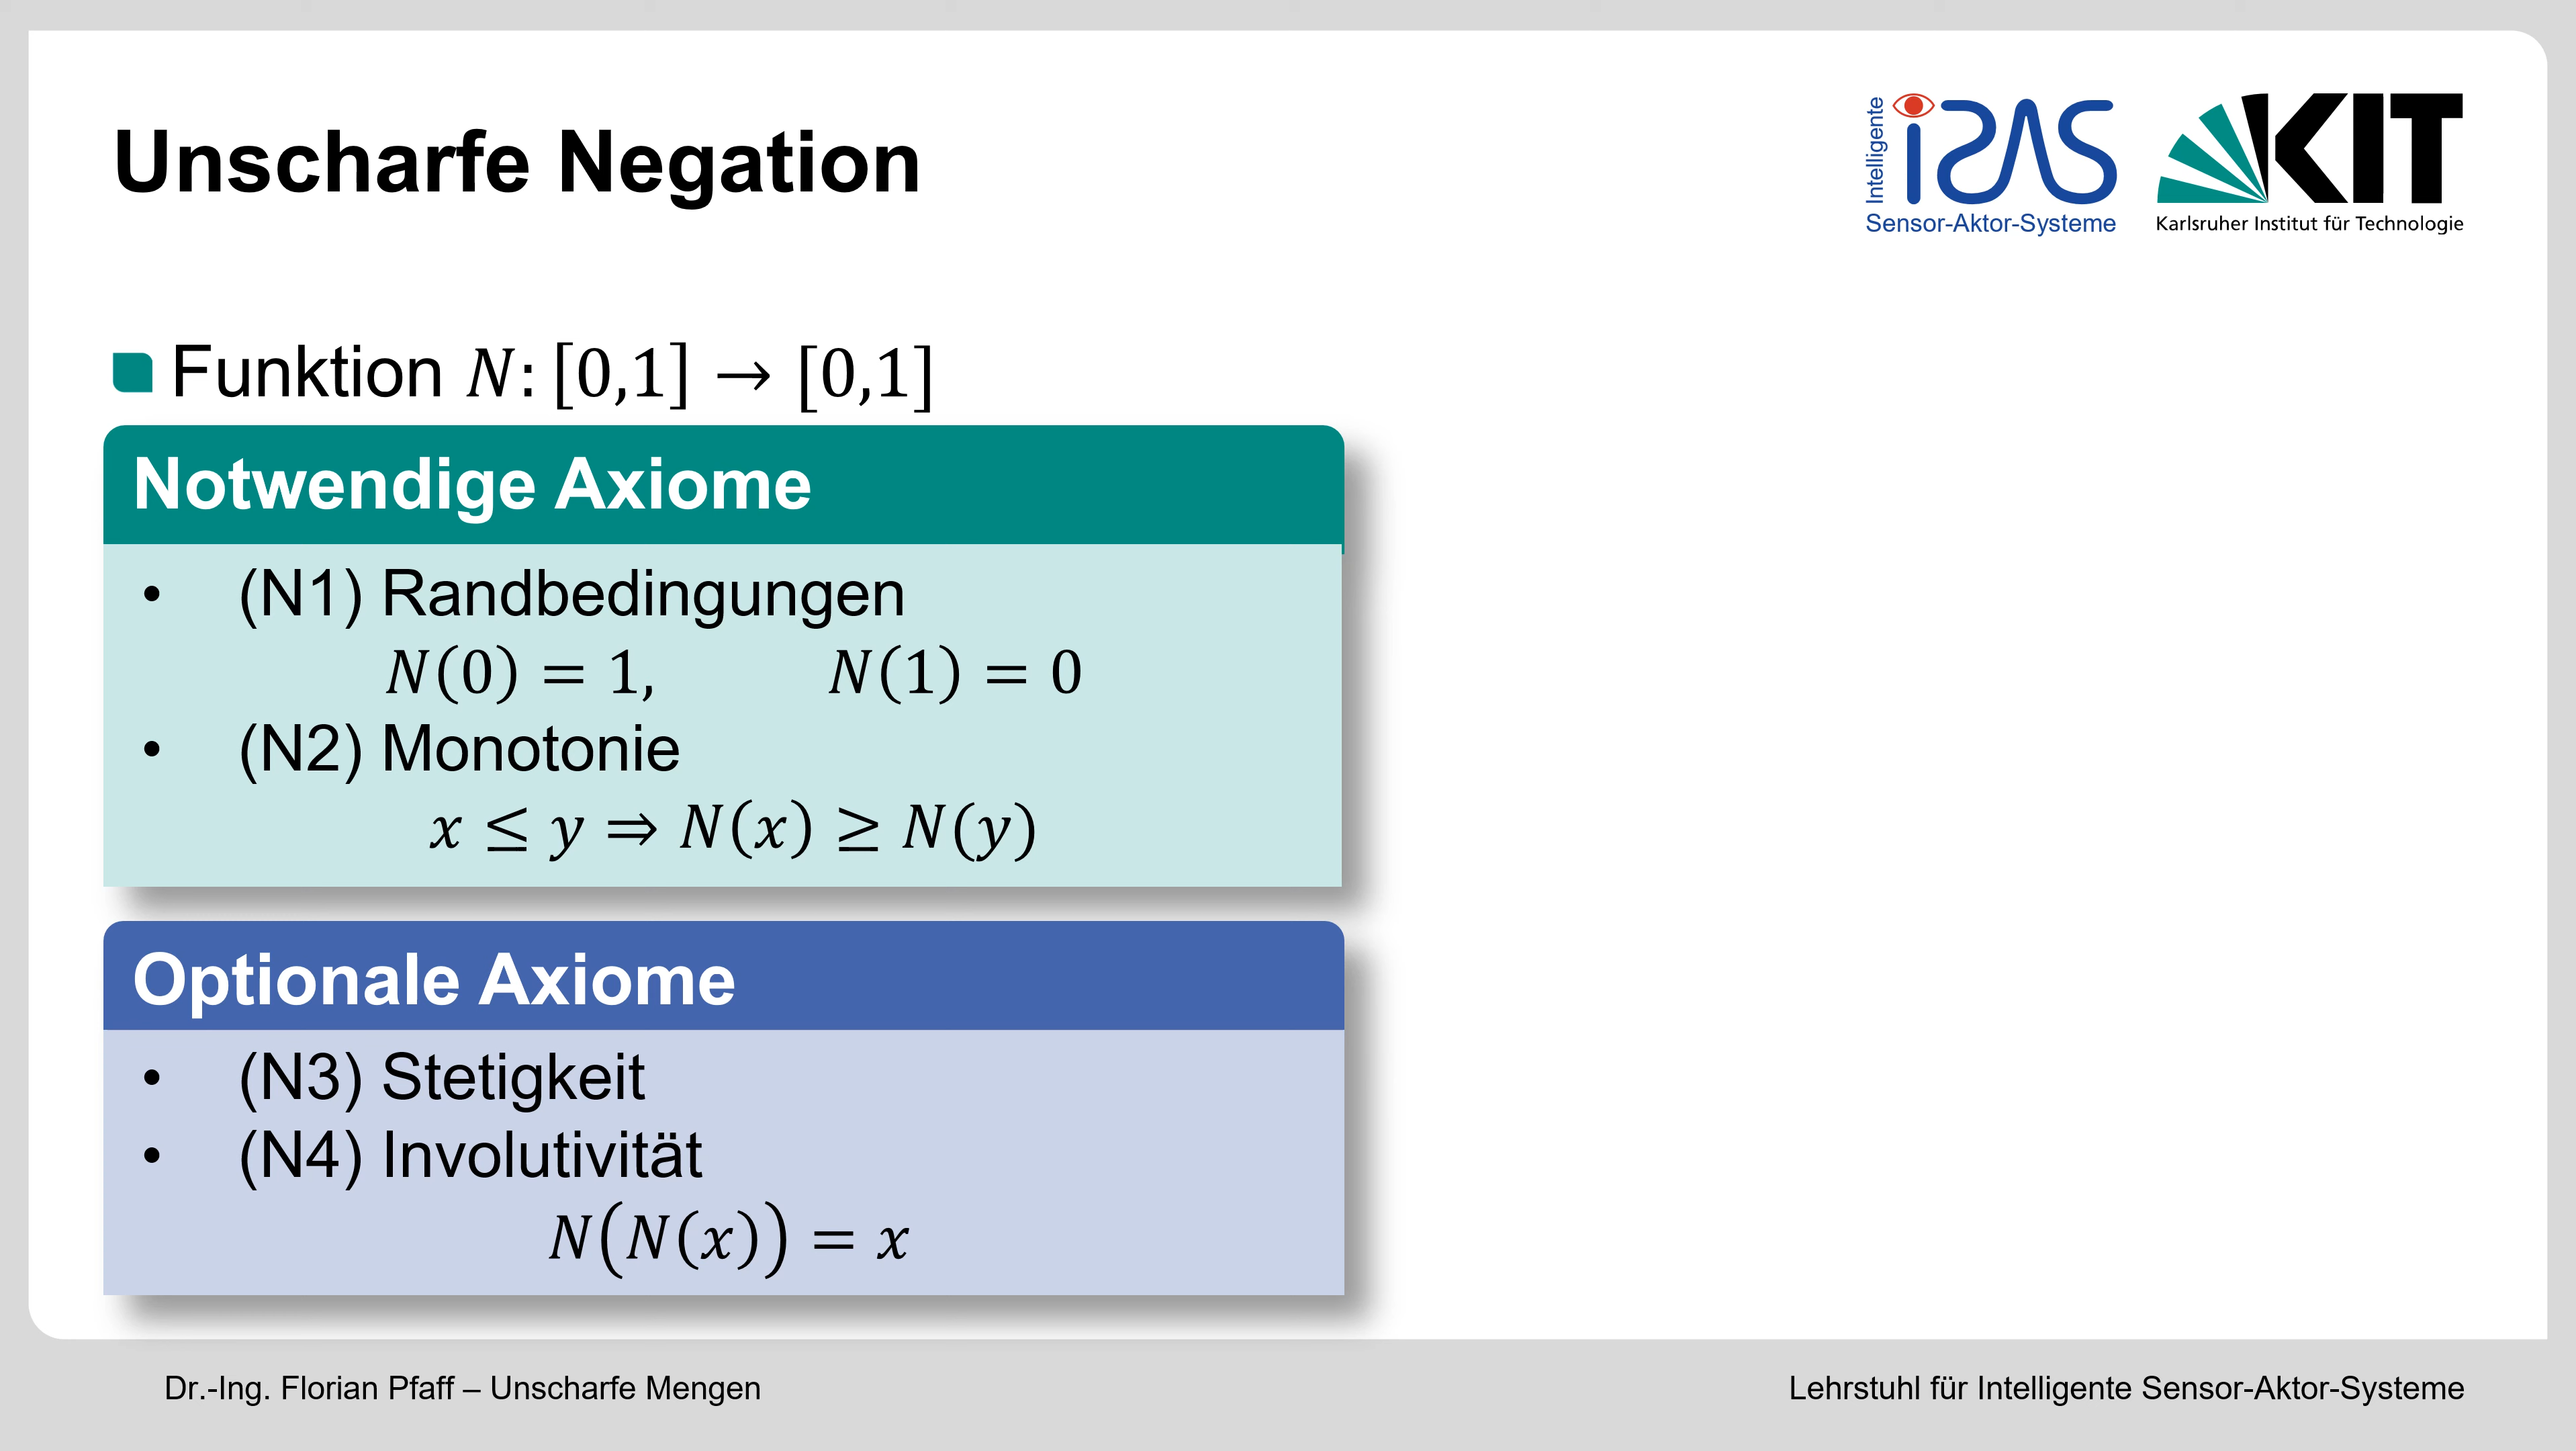 Unscharfe Negation
Intelligente
Sensor-Aktor-Systeme
ISAS
KIT
Karlsruher Institut für Technologie
Funktion N: [0,1] → [0,1]
Notwendige Axiome
• (N1) Randbedingungen
N(0) = 1, N(1) = 0
• (N2) Monotonie
x ≤ y ⇒ N(x) ≥ N(y)
Optionale Axiome
• (N3) Stetigkeit
• (N4) Involutivität
N(N(x)) = x
Dr.-Ing. Florian Pfaff – Unscharfe Mengen
Lehrstuhl für Intelligente Sensor-Aktor-Systeme